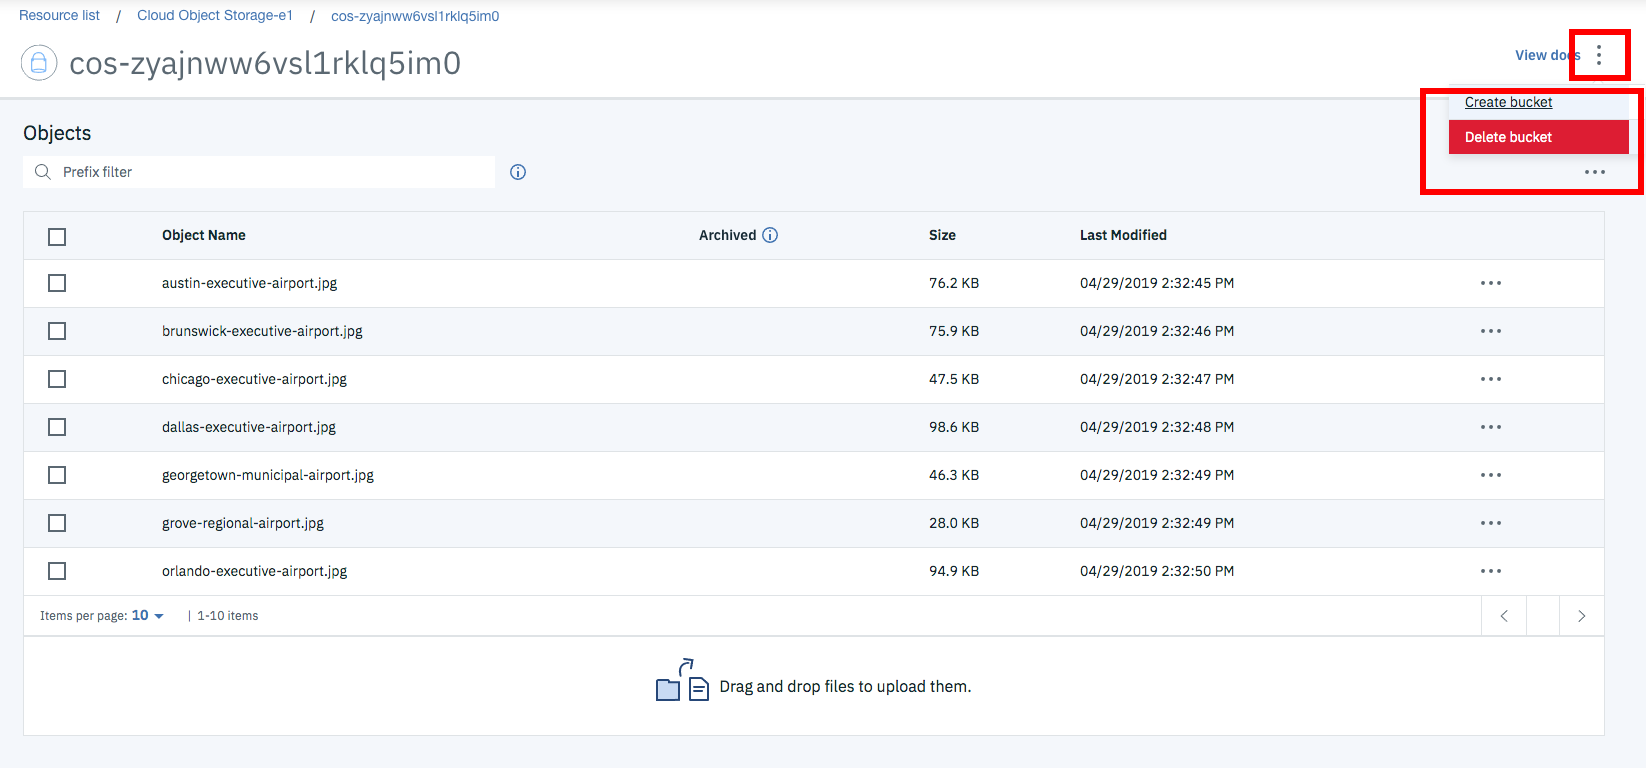 Resource list / Cloud Object Storage-e1 / cos-zyajnww6vsl1rklq5im0
cos-zyajnww6vsl1rklq5im0
View docs
Create bucket
Delete bucket
Objects
Prefix filter
Object Name Archived Size Last Modified
austin-executive-airport.jpg 76.2 KB 04/29/2019 2:32:45 PM
brunswick-executive-airport.jpg 75.9 KB 04/29/2019 2:32:46 PM
chicago-executive-airport.jpg 47.5 KB 04/29/2019 2:32:47 PM
dallas-executive-airport.jpg 98.6 KB 04/29/2019 2:32:48 PM
georgetown-municipal-airport.jpg 46.3 KB 04/29/2019 2:32:49 PM
grove-regional-airport.jpg 28.0 KB 04/29/2019 2:32:49 PM
orlando-executive-airport.jpg 94.9 KB 04/29/2019 2:32:50 PM
Items per page: 10 | 1-10 items
Drag and drop files to upload them.